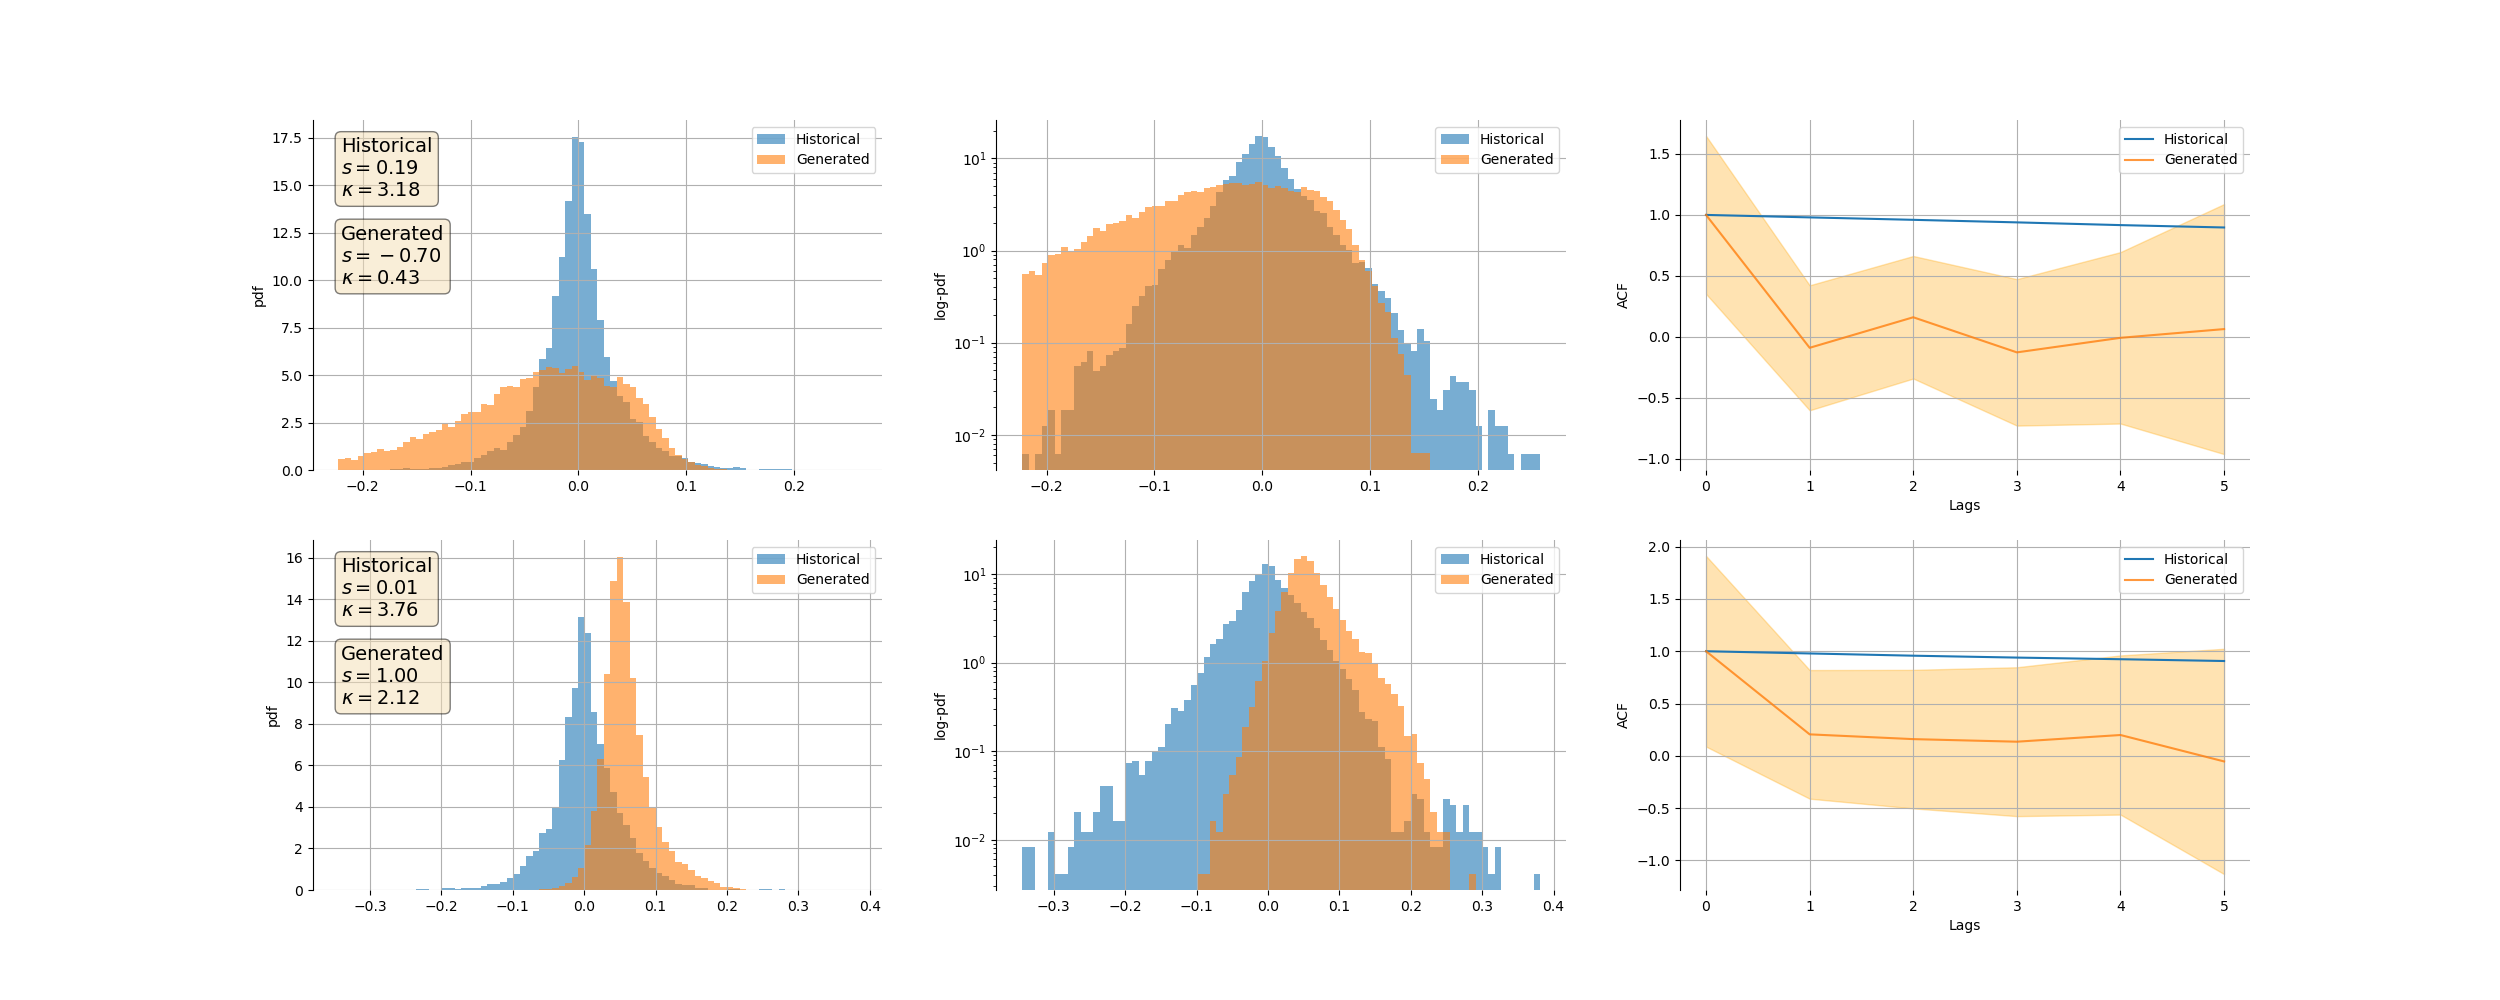 Historical
s = 0.19
κ = 3.18
Generated
s = −0.70
κ = 0.43
pdf
17.5
15.0
12.5
10.0
7.5
5.0
2.5
0.0
−0.2 −0.1 0.0 0.1 0.2
Historical
Generated
log-pdf
10¹
10⁰
10⁻¹
10⁻²
−0.2 −0.1 0.0 0.1 0.2
Historical
Generated
ACF
1.5
1.0
0.5
0.0
−0.5
−1.0
0 1 2 3 4 5
Lags
Historical
Generated
Historical
s = 0.01
κ = 3.76
Generated
s = 1.00
κ = 2.12
pdf
16
14
12
10
8
6
4
2
0
−0.3 −0.2 −0.1 0.0 0.1 0.2 0.3 0.4
Historical
Generated
log-pdf
10¹
10⁰
10⁻¹
10⁻²
−0.3 −0.2 −0.1 0.0 0.1 0.2 0.3 0.4
Historical
Generated
ACF
2.0
1.5
1.0
0.5
0.0
−0.5
−1.0
0 1 2 3 4 5
Lags
Historical
Generated